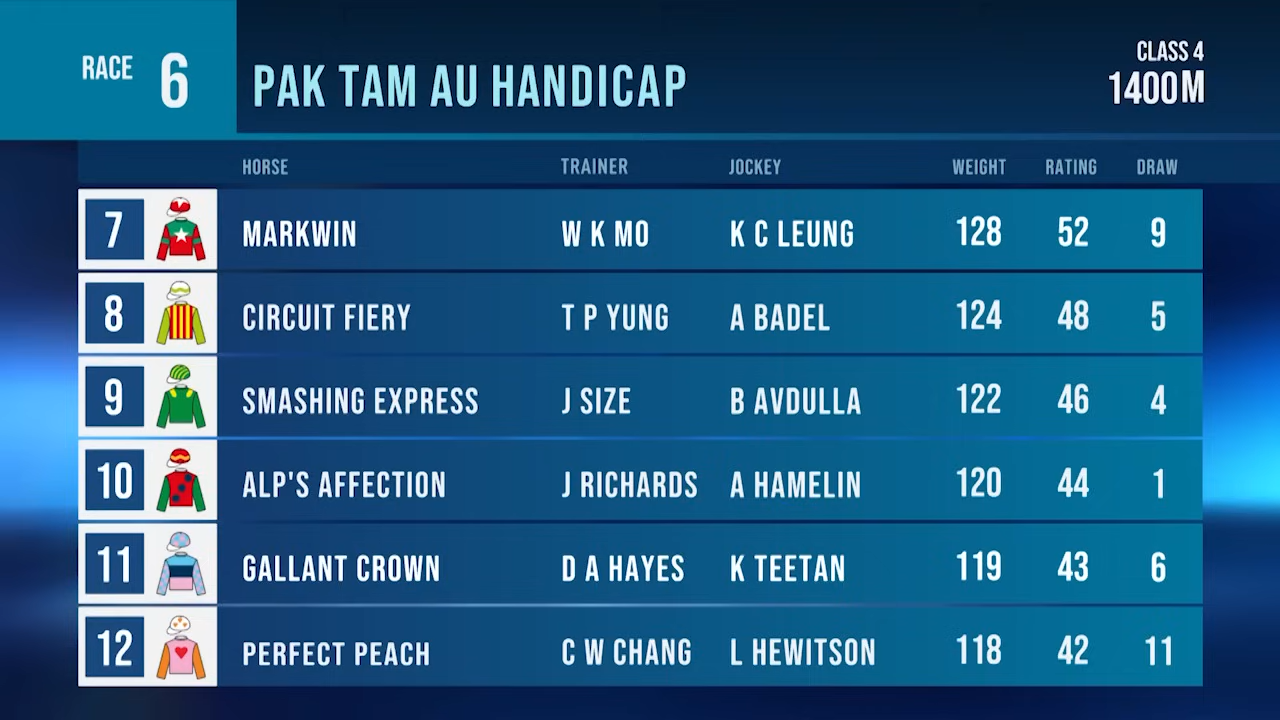 RACE 6
PAK TAM AU HANDICAP
CLASS 4
1400M
HORSE TRAINER JOCKEY WEIGHT RATING DRAW
7 MARKWIN W K MO K C LEUNG 128 52 9
8 CIRCUIT FIERY T P YUNG A BADEL 124 48 5
9 SMASHING EXPRESS J SIZE B AVDULLA 122 46 4
10 ALP'S AFFECTION J RICHARDS A HAMELIN 120 44 1
11 GALLANT CROWN D A HAYES K TEETAN 119 43 6
12 PERFECT PEACH C W CHANG L HEWITSON 118 42 11